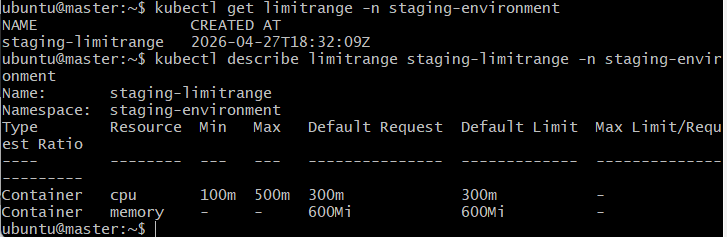 ubuntu@master:~$ kubectl get limitrange -n staging-environment
NAME                 CREATED AT
staging-limitrange   2026-04-27T18:32:09Z
ubuntu@master:~$ kubectl describe limitrange staging-limitrange -n staging-envir
onment
Name:       staging-limitrange
Namespace:  staging-environment
Type        Resource  Min   Max   Default Request  Default Limit  Max Limit/Requ
est Ratio
----        --------  ---   ---   ---------------  -------------  --------------
---------
Container   cpu       100m  500m  300m             300m           -
Container   memory    -     -     600Mi            600Mi          -
ubuntu@master:~$